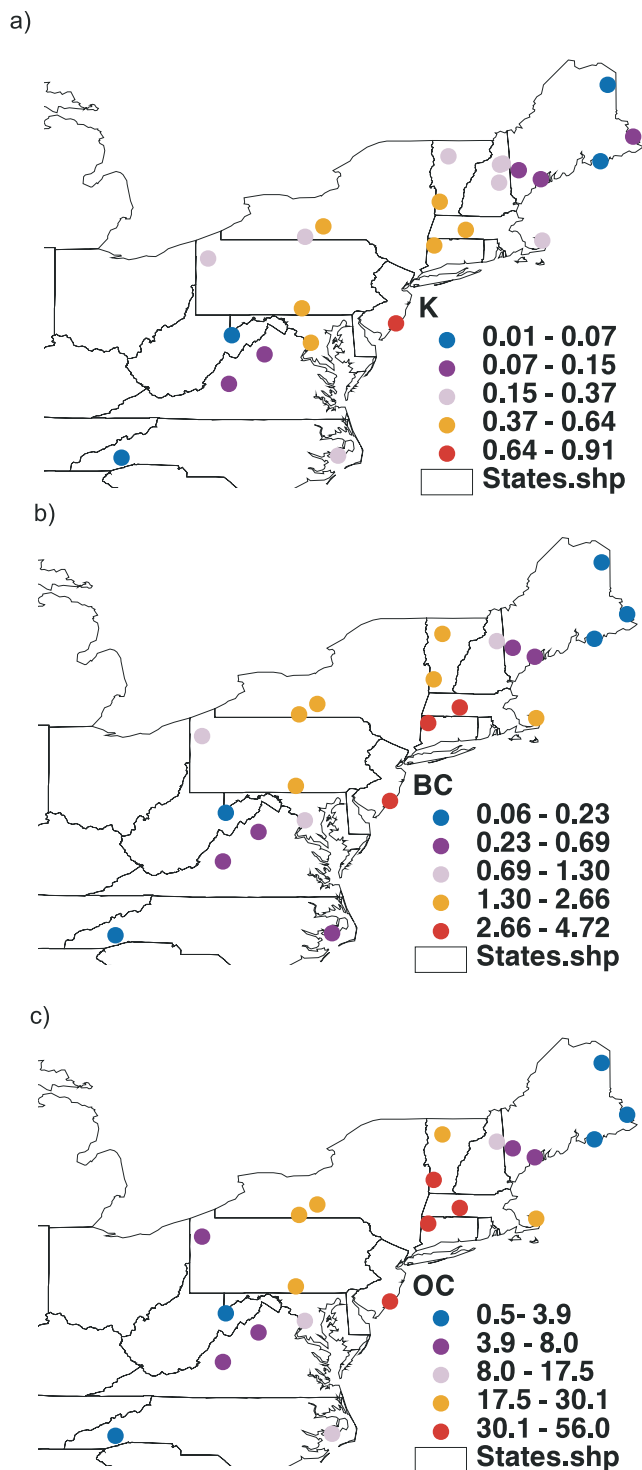 a)
K
0.01 - 0.07
0.07 - 0.15
0.15 - 0.37
0.37 - 0.64
0.64 - 0.91
States.shp
b)
BC
0.06 - 0.23
0.23 - 0.69
0.69 - 1.30
1.30 - 2.66
2.66 - 4.72
States.shp
c)
OC
0.5- 3.9
3.9 - 8.0
8.0 - 17.5
17.5 - 30.1
30.1 - 56.0
States.shp